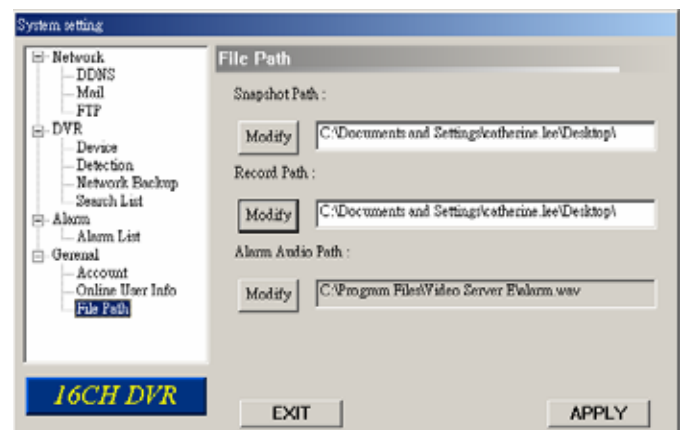 System setting
Network
DDNS
Mail
FTP
DVR
Device
Detection
Network Backup
Search List
Alarm
Alarm List
Gerenal
Account
Online User Info
File Path
16CH DVR
File Path
Snapshot Path :
Modify C:\Documents and Settings\catherine.lee\Desktop\
Record Path :
Modify C:\Documents and Settings\catherine.lee\Desktop\
Alarm Audio Path :
Modify C:\Program Files\Video Server E\alarm.wav
EXIT APPLY